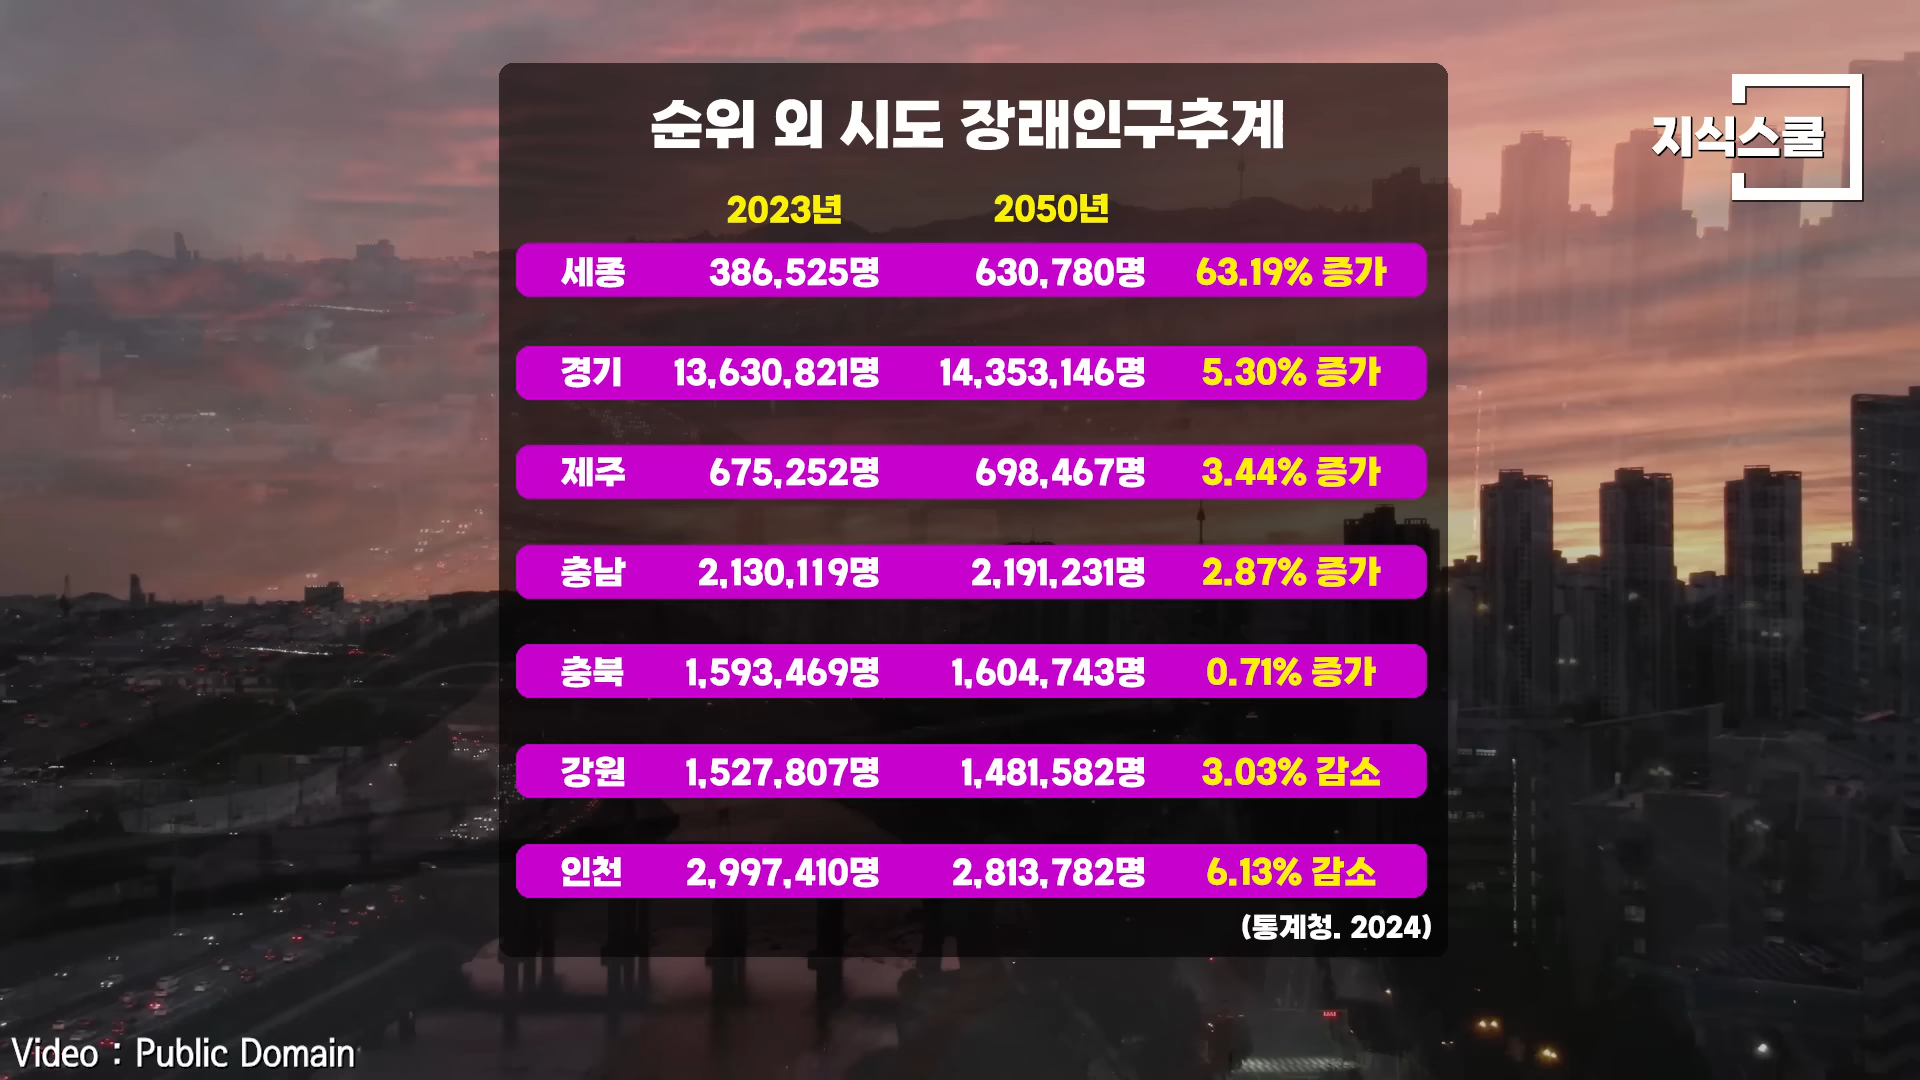 순위 외 시도 장래인구추계
지식스쿨
2023년 2050년
세종 386,525명 630,780명 63.19% 증가
경기 13,630,821명 14,353,146명 5.30% 증가
제주 675,252명 698,467명 3.44% 증가
충남 2,130,119명 2,191,231명 2.87% 증가
충북 1,593,469명 1,604,743명 0.71% 증가
강원 1,527,807명 1,481,582명 3.03% 감소
인천 2,997,410명 2,813,782명 6.13% 감소
(통계청. 2024)
Video : Public Domain